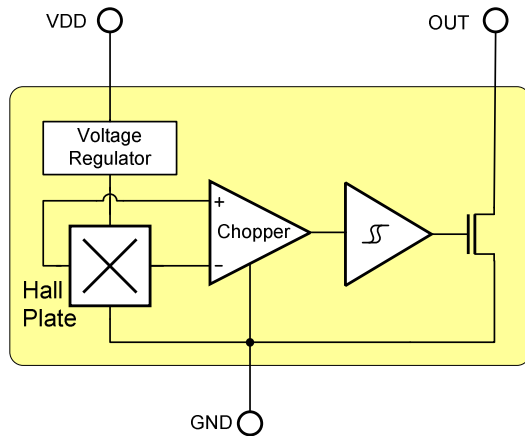 VDD
OUT
Voltage
Regulator
+
Chopper
−
Hall
Plate
GND